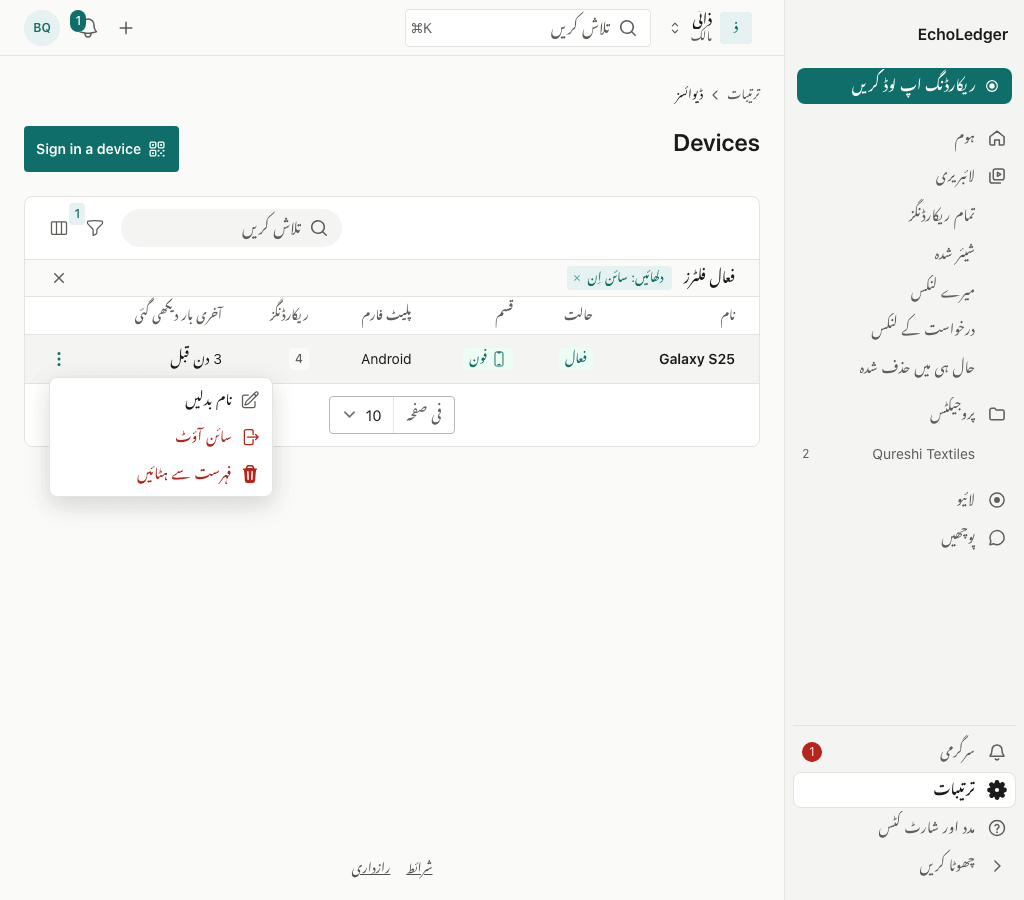 EchoLedger
ریکارڈنگ اپ لوڈ کریں
ہوم
لائبریری
تمام ریکارڈنگز
شیئر شدہ
میرے لنکس
درخواست کے لنکس
حال ہی میں حذف شدہ
پروجیکٹس
Qureshi Textiles 2
لائیو
پوچھیں
سرگرمی 1
ترتیبات
مدد اور شارٹ کٹس
چھوٹا کریں
ذ
ذاتی
مالک
تلاش کریں ⌘K
1
BQ
ترتیبات
ڈیوائسز
Devices
Sign in a device
تلاش کریں
1
فعال فلٹرز
دکھائیں: سائن اِن ×
نام حالت قسم پلیٹ فارم ریکارڈنگز آخری بار دیکھی گئی
Galaxy S25 فعال فون Android 4 3 دن قبل
نام بدلیں
سائن آؤٹ
فہرست سے ہٹائیں
فی صفحہ 10
شرائط رازداری